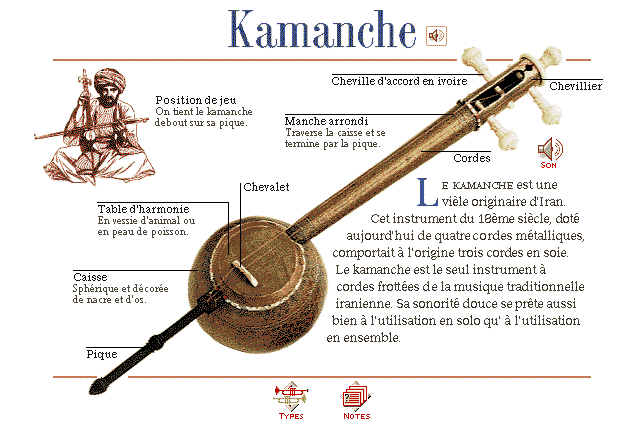 Kamanche
Cheville d'accord en ivoire
Chevillier
Position de jeu
On tient le kamanche
debout sur sa pique.
Manche arrondi
Traverse la caisse et se
termine par la pique.
Cordes
SON
Chevalet
Table d'harmonie
En vessie d'animal ou
en peau de poisson.
LE KAMANCHE est une
vièle originaire d'Iran.
Cet instrument du 18ème siècle, doté
aujourd'hui de quatre cordes métalliques,
comportait à l'origine trois cordes en soie.
Le kamanche est le seul instrument à
cordes frottées de la musique traditionnelle
iranienne. Sa sonorité douce se prête aussi
bien à l'utilisation en solo qu' à l'utilisation
en ensemble.
Caisse
Sphérique et décorée
de nacre et d'os.
Pique
TYPES
NOTES